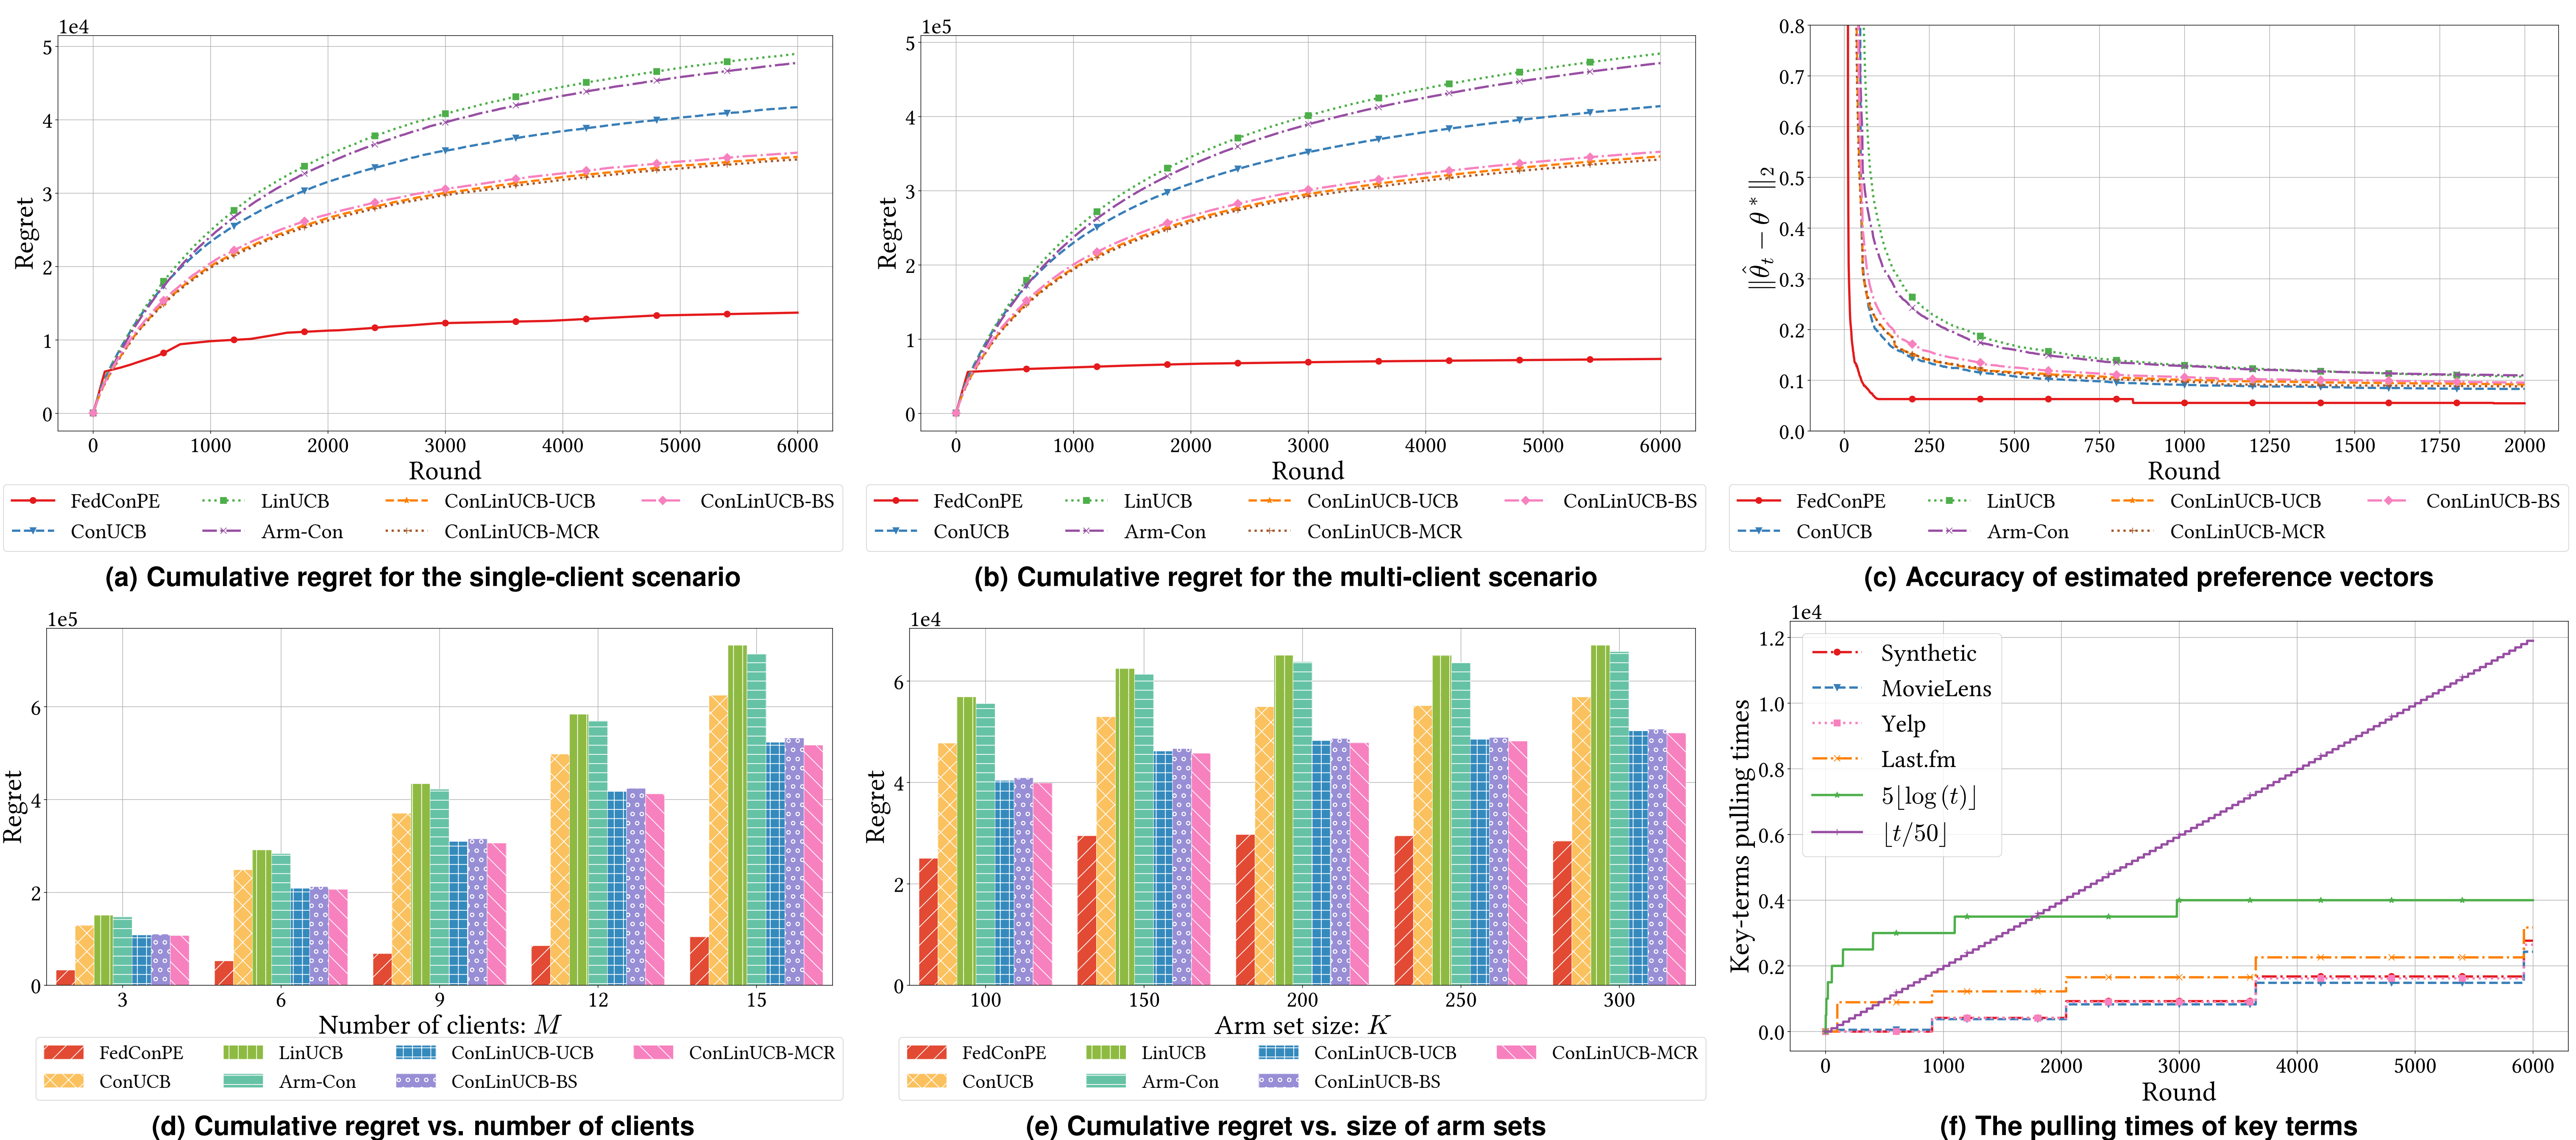 1e4
5
4
3
2
1
0
Regret
0 1000 2000 3000 4000 5000 6000
Round
FedConPE LinUCB ConLinUCB-UCB ConLinUCB-BS
ConUCB Arm-Con ConLinUCB-MCR
(a) Cumulative regret for the single-client scenario
1e5
5
4
3
2
1
0
Regret
0 1000 2000 3000 4000 5000 6000
Round
FedConPE LinUCB ConLinUCB-UCB ConLinUCB-BS
ConUCB Arm-Con ConLinUCB-MCR
(b) Cumulative regret for the multi-client scenario
0.8
0.7
0.6
0.5
0.4
0.3
0.2
0.1
0.0
||θ̂_t − θ*||_2
0 250 500 750 1000 1250 1500 1750 2000
Round
FedConPE LinUCB ConLinUCB-UCB ConLinUCB-BS
ConUCB Arm-Con ConLinUCB-MCR
(c) Accuracy of estimated preference vectors
1e5
6
4
2
0
Regret
3 6 9 12 15
Number of clients: M
FedConPE LinUCB ConLinUCB-UCB ConLinUCB-MCR
ConUCB Arm-Con ConLinUCB-BS
(d) Cumulative regret vs. number of clients
1e4
6
4
2
0
Regret
100 150 200 250 300
Arm set size: K
FedConPE LinUCB ConLinUCB-UCB ConLinUCB-MCR
ConUCB Arm-Con ConLinUCB-BS
(e) Cumulative regret vs. size of arm sets
1e4
1.2
1.0
0.8
0.6
0.4
0.2
0.0
Key-terms pulling times
Synthetic
MovieLens
Yelp
Last.fm
5⌊log (t)⌋
⌊t/50⌋
0 1000 2000 3000 4000 5000 6000
Round
(f) The pulling times of key terms